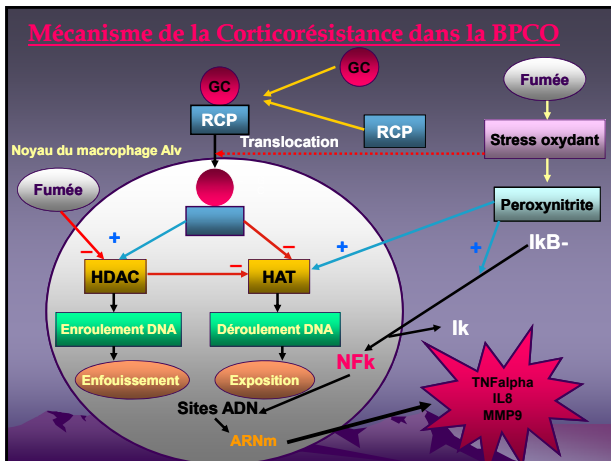 Mécanisme de la Corticorésistance dans la BPCO
GC
GC
Fumée
RCP
RCP
Translocation
Stress oxydant
Noyau du macrophage Alv
Fumée
Peroxynitrite
+
-
-
+
+
IkB-
HDAC
-
HAT
Enroulement DNA
Déroulement DNA
Ik
NFk
Enfouissement
Exposition
TNFalpha
IL8
MMP9
Sites ADN
ARNm